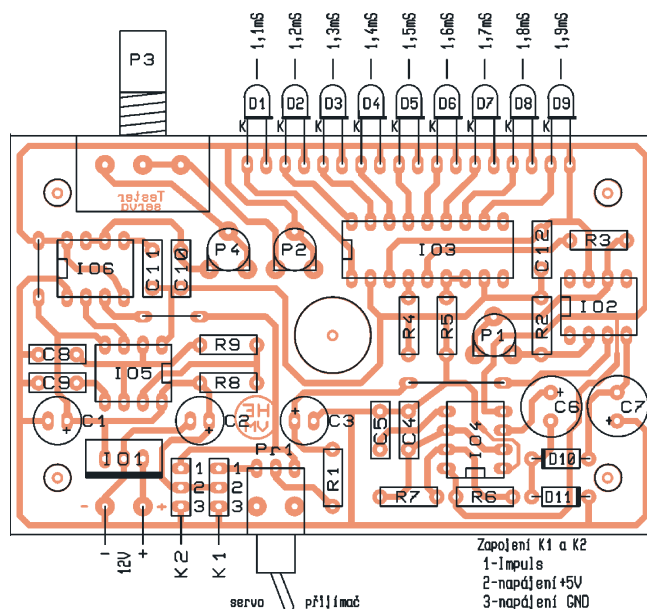 1,1mS 1,2mS 1,3mS 1,4mS 1,5mS 1,6mS 1,7mS 1,8mS 1,9mS
P3
D1 D2 D3 D4 D5 D6 D7 D8 D9
K K K K K K K K K
Tester
serva
IO6
C11
C10
P4
P2
IO3
C12
R3
R4
R5
P1
R2
IO2
C8
C9
IO5
R9
R8
C1
C2
HE
MV
C3
C5
C4
IO4
C6
C7
IO1
Pr1
R1
D10
D11
R7
R6
1
2
3
1
2
3
- +
- 12V +
K2
K1
servo přijímač
Zapojení K1 a K2
1-Impuls
2-napájení+5V
3-napájení GND